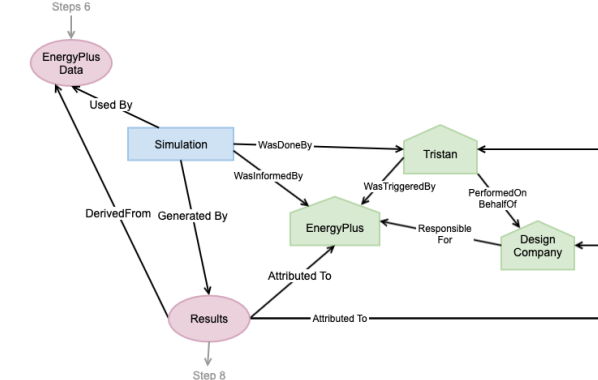 Steps 6
EnergyPlus
Data
Used By
Simulation
WasDoneBy
Tristan
WasInformedBy
WasTriggeredBy
PerformedOn
BehalfOf
DerivedFrom
Generated By
EnergyPlus
Responsible
For
Design
Company
Attributed To
Results
Attributed To
Step 8